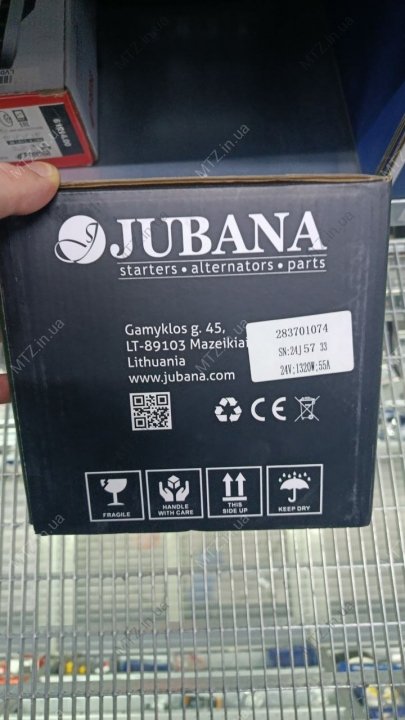 JUBANA
starters • alternators • parts
Gamyklos g. 45,
LT-89103 Mazeikiai
Lithuania
www.jubana.com
283701074
SN:24J 57 33
24V;1320W;55A
CE
FRAGILE
HANDLE
WITH CARE
THIS
SIDE UP
KEEP DRY
MTZ.in.ua